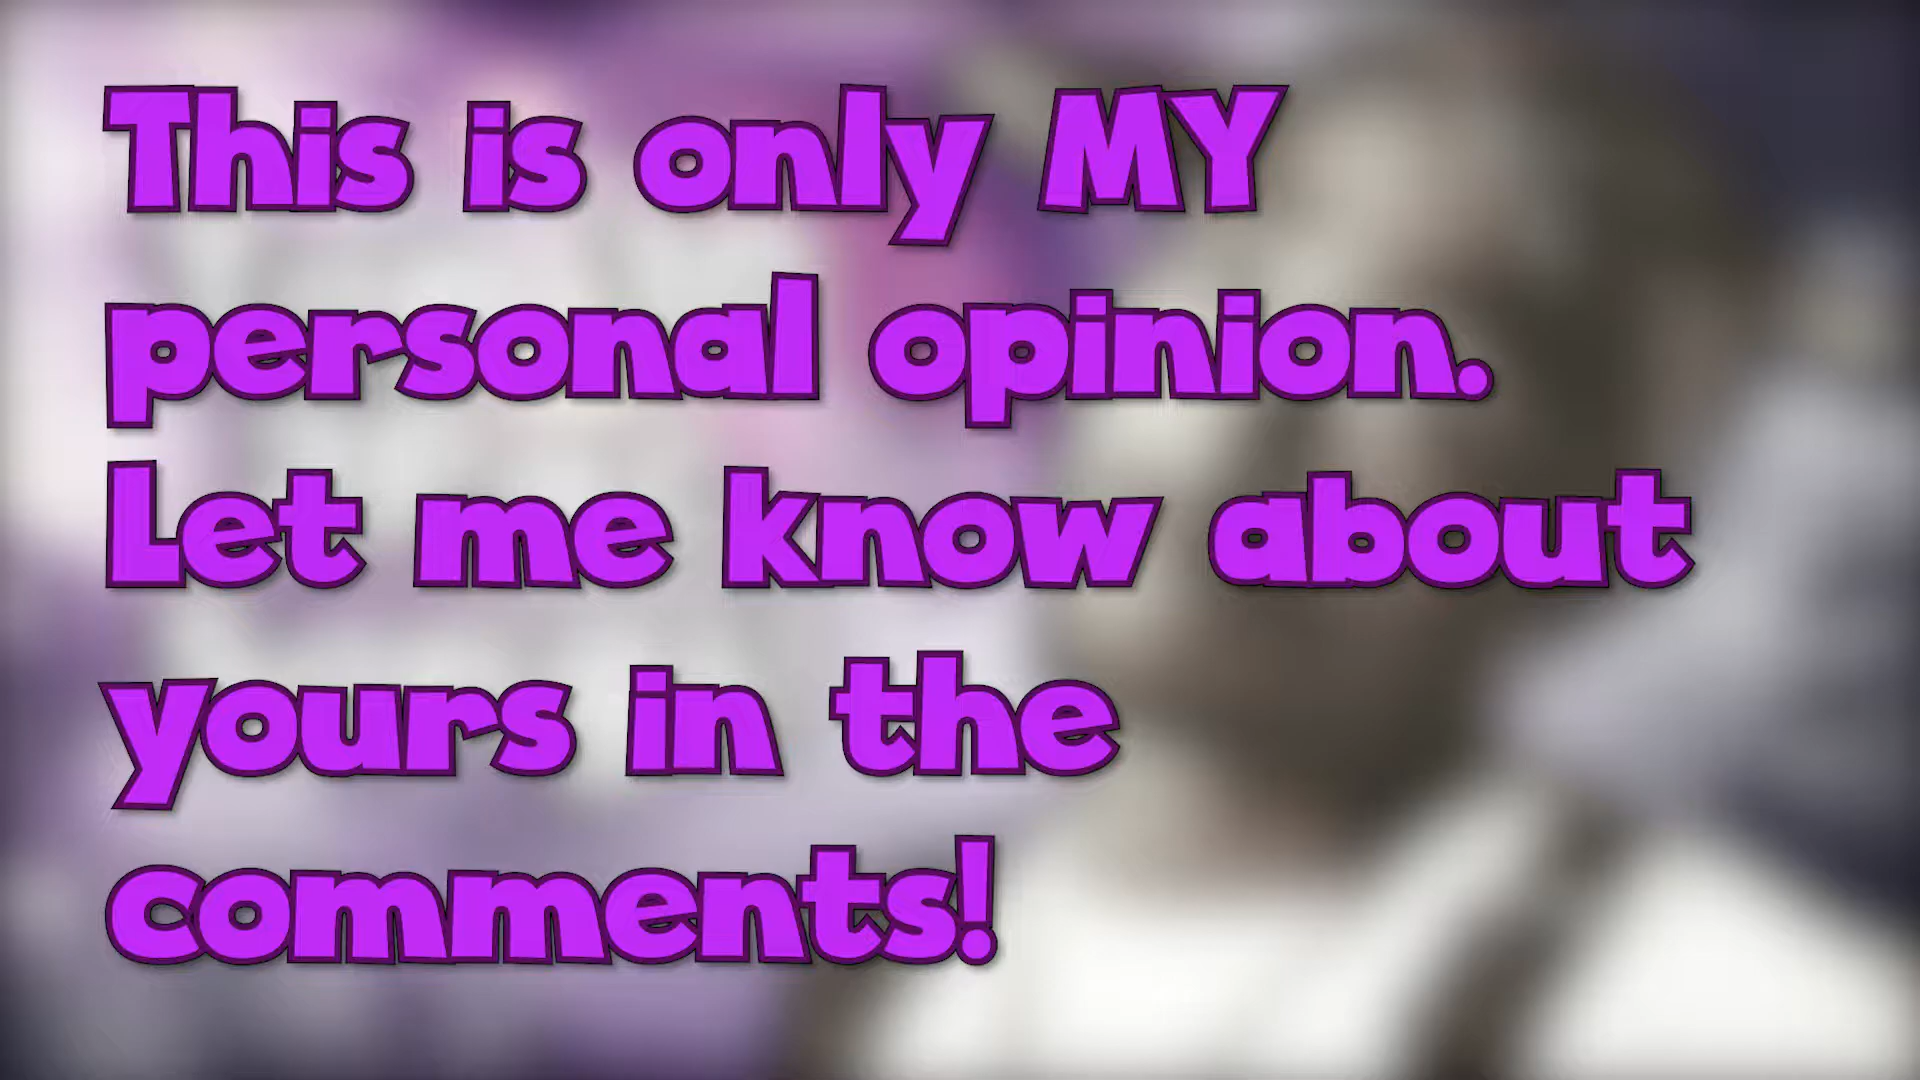 This is only MY
personal opinion.
Let me know about
yours in the
comments!